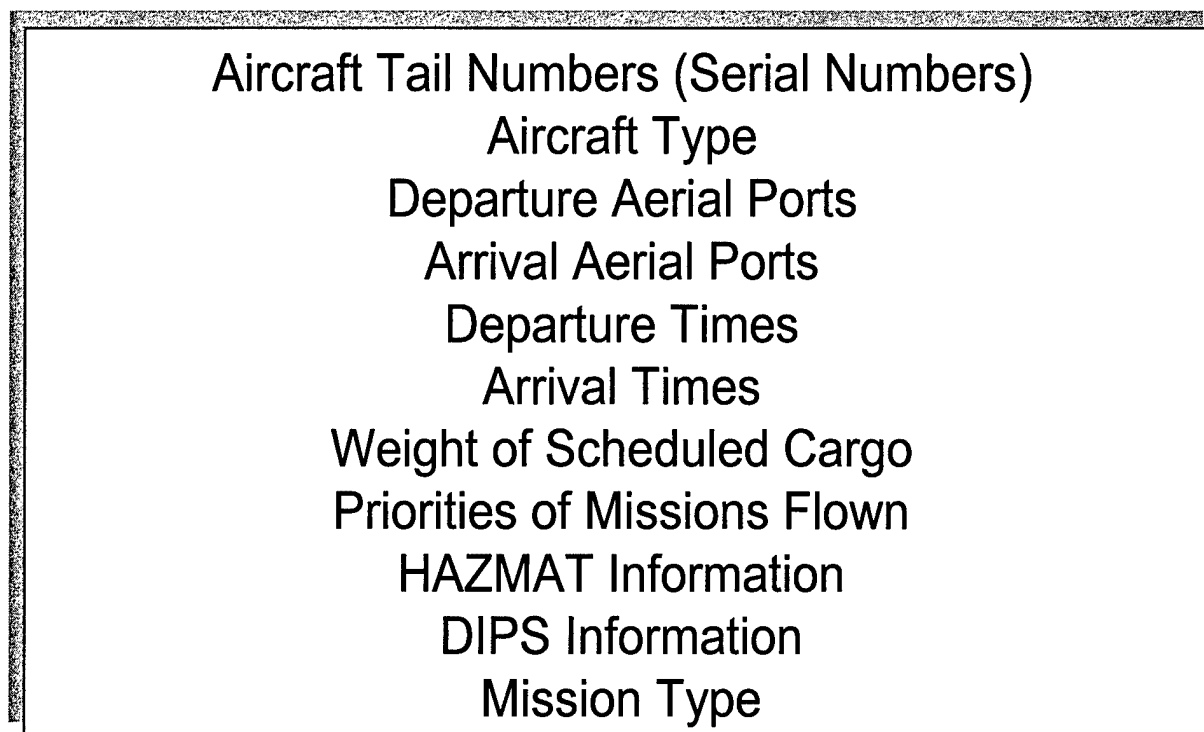 Aircraft Tail Numbers (Serial Numbers)
Aircraft Type
Departure Aerial Ports
Arrival Aerial Ports
Departure Times
Arrival Times
Weight of Scheduled Cargo
Priorities of Missions Flown
HAZMAT Information
DIPS Information
Mission Type